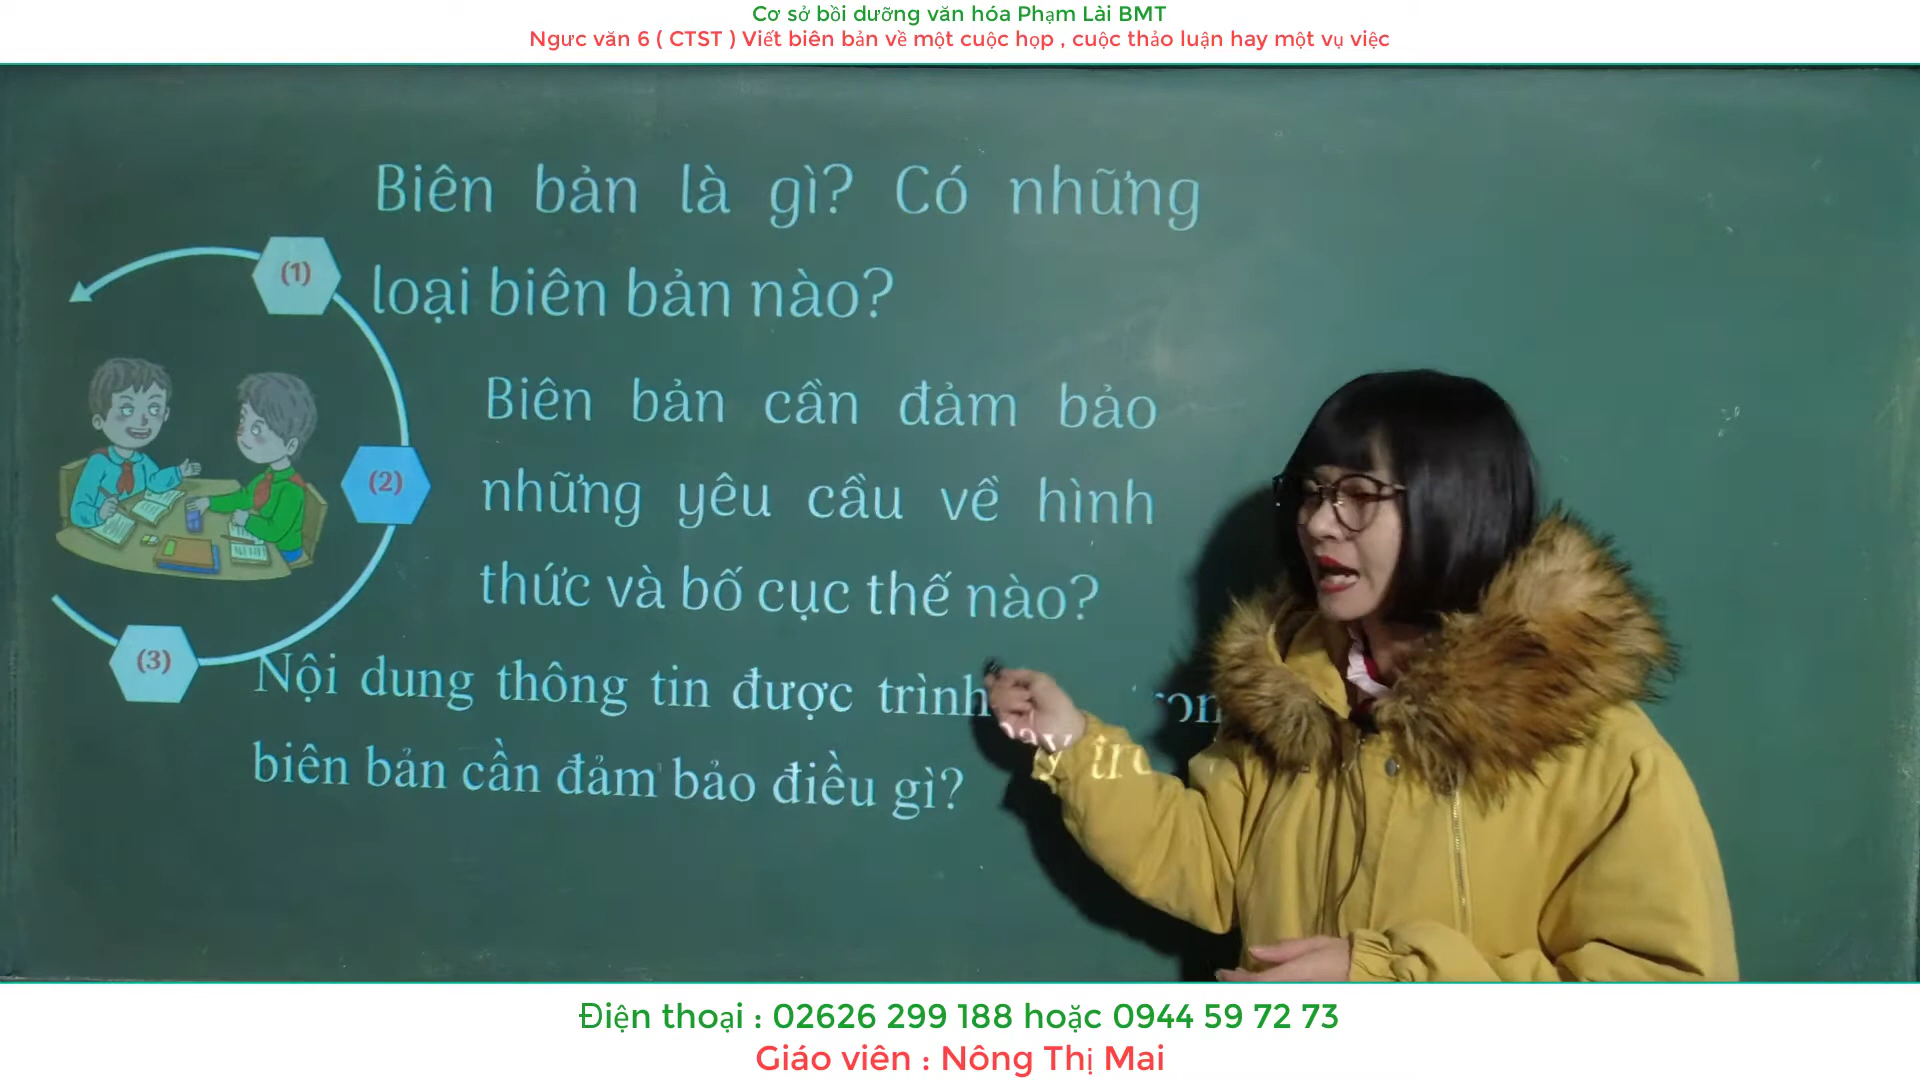 Cơ sở bồi dưỡng văn hóa Phạm Lài BMT
Ngưc văn 6 ( CTST ) Viết biên bản về một cuộc họp , cuộc thảo luận hay một vụ việc
Biên bản là gì? Có những
(1)
loại biên bản nào?
Biên bản cần đảm bảo
(2)
những yêu cầu về hình
thức và bố cục thế nào?
(3)
Nội dung thông tin được trình
biên bản cần đảm bảo điều gì?
Điện thoại : 02626 299 188 hoặc 0944 59 72 73
Giáo viên : Nông Thị Mai